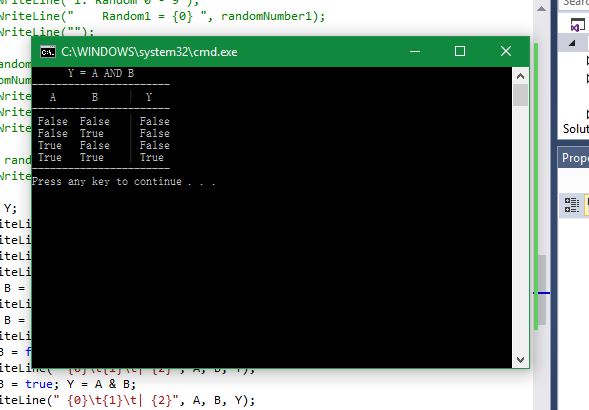 WriteLine("1. Random 0 ~ 9");
WriteLine("     Random1 = {0} ", randomNumber1);
WriteLine("");
C:\WINDOWS\system32\cmd.exe
Y = A AND B
-----------------------
A B | Y
-----------------------
False False | False
False True | False
True False | False
True True | True
-----------------------
Press any key to continue . . .
Y;
B =
B =
{0}\t{1}\t| {2}", A, B, Y);
B = true; Y = A & B;
iteLine(" {0}\t{1}\t| {2}", A, B, Y);
Sear
Solut
Prope